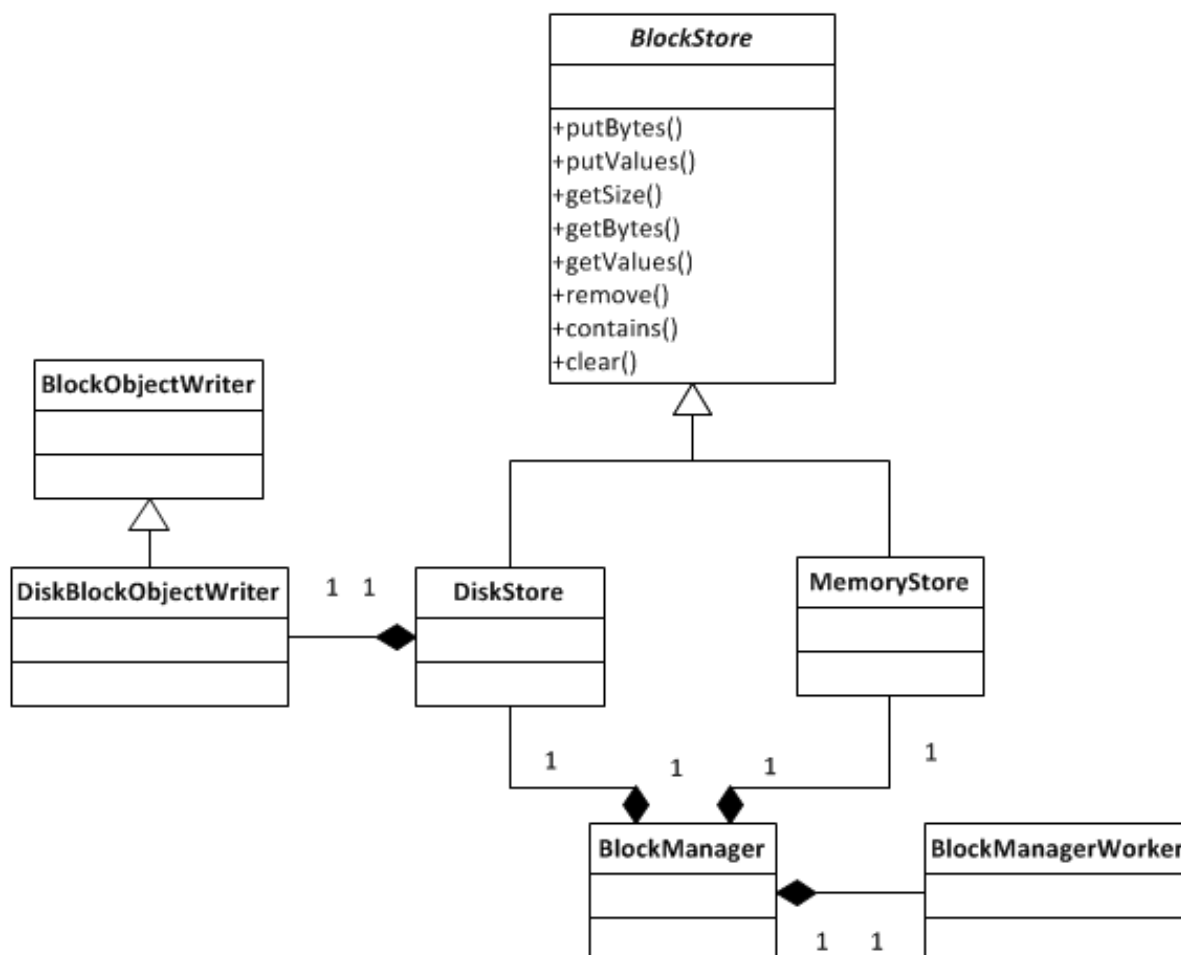 BlockStore
+putBytes()
+putValues()
+getSize()
+getBytes()
+getValues()
+remove()
+contains()
+clear()
BlockObjectWriter
DiskBlockObjectWriter
1 1
DiskStore
MemoryStore
1
1
1
1
BlockManager
BlockManagerWorker
1 1